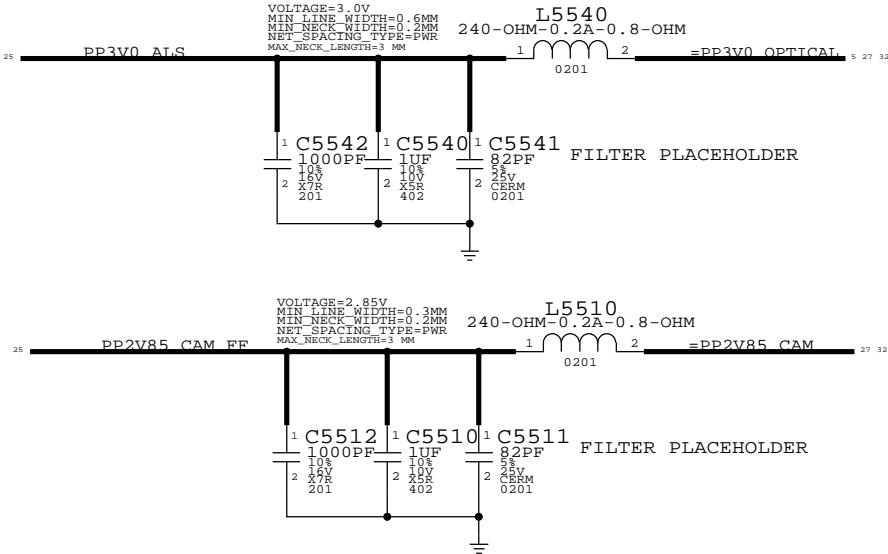 VOLTAGE=3.0V
MIN_LINE_WIDTH=0.6MM
MIN_NECK_WIDTH=0.2MM
NET_SPACING_TYPE=PWR
MAX_NECK_LENGTH=3 MM
L5540
240-OHM-0.2A-0.8-OHM
25 PP3V0_ALS 1 2 =PP3V0_OPTICAL 5 27 32
0201
1 C5542 1 C5540 1 C5541
1000PF 1UF 82PF FILTER PLACEHOLDER
10% 10% 5%
16V 10V 25V
2 X7R 2 X5R 2 CERM
201 402 0201
VOLTAGE=2.85V
MIN_LINE_WIDTH=0.3MM
MIN_NECK_WIDTH=0.2MM
NET_SPACING_TYPE=PWR
MAX_NECK_LENGTH=3 MM
L5510
240-OHM-0.2A-0.8-OHM
25 PP2V85_CAM_FF 1 2 =PP2V85_CAM 27 32
0201
1 C5512 1 C5510 1 C5511
1000PF 1UF 82PF FILTER PLACEHOLDER
10% 10% 5%
16V 10V 25V
2 X7R 2 X5R 2 CERM
201 402 0201